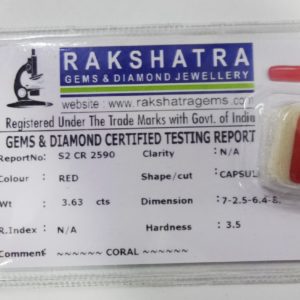 RAKSHATRA
GEMS & DIAMOND JEWELLERY
website : www.rakshatragems.co
Registered Under The Trade Marks with Govt. of India
GEMS & DIAMOND CERTIFIED TESTING REPORT
ReportNo: S2 CR 2590 Clarity : N/A
Colour : RED Shape/cut : CAPSUL
Wt : 3.63 cts Dimension : 7-2.5-6.4-8.
R.Index : N/A Hardness : 3.5
Comment ~~~~~~ CORAL ~~~~~~